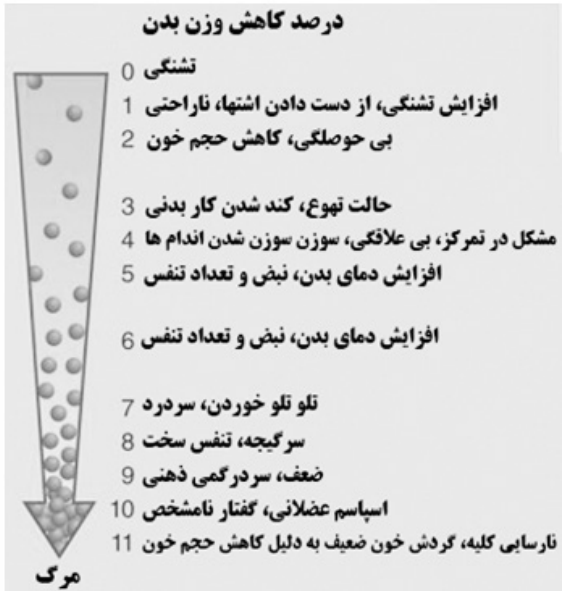 درصد کاهش وزن بدن
0 تشنگی
1 افزایش تشنگی، از دست دادن اشتها، ناراحتی
2 بی حوصلگی، کاهش حجم خون
3 حالت تهوع، کند شدن کار بدنی
4 مشکل در تمرکز، بی علاقگی، سوزن سوزن شدن اندام ها
5 افزایش دمای بدن، نبض و تعداد تنفس
6 افزایش دمای بدن، نبض و تعداد تنفس
7 تلو تلو خوردن، سردرد
8 سرگیجه، تنفس سخت
9 ضعف، سردرگمی ذهنی
10 اسپاسم عضلانی، گفتار نامشخص
11 نارسایی کلیه، گردش خون ضعیف به دلیل کاهش حجم خون
مرگ